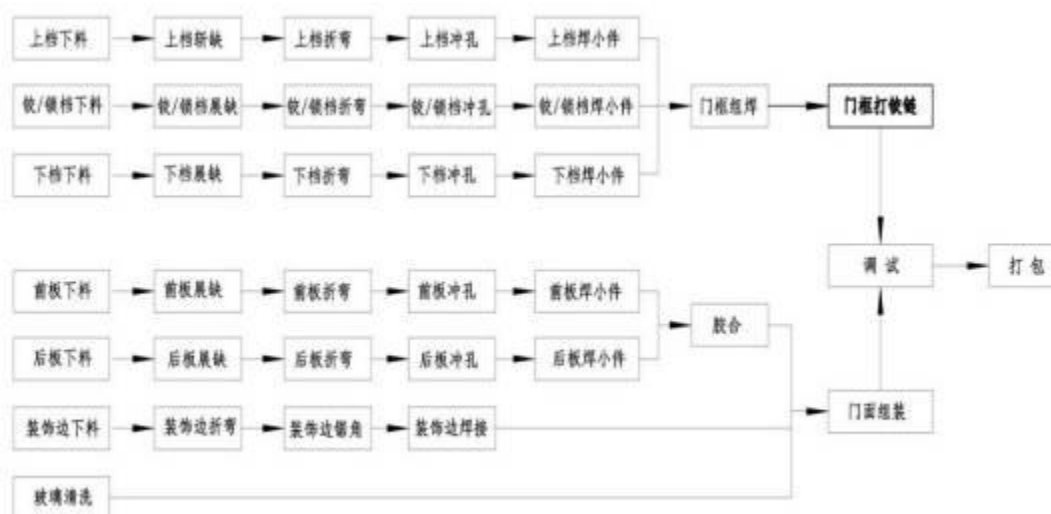 上档下料 上档斩缺 上档折弯 上档冲孔 上档焊小件
铰/锁档下料 铰/锁档展缺 铰/锁档折弯 铰/锁档冲孔 铰/锁档焊小件 门框组焊 门框打铰链
下档下料 下档展缺 下档折弯 下档冲孔 下档焊小件
调试 打包
前板下料 前板展缺 前板折弯 前板冲孔 前板焊小件
胶合
后板下料 后板展缺 后板折弯 后板冲孔 后板焊小件
门面组装
装饰边下料 装饰边折弯 装饰边锯角 装饰边焊接
玻璃清洗